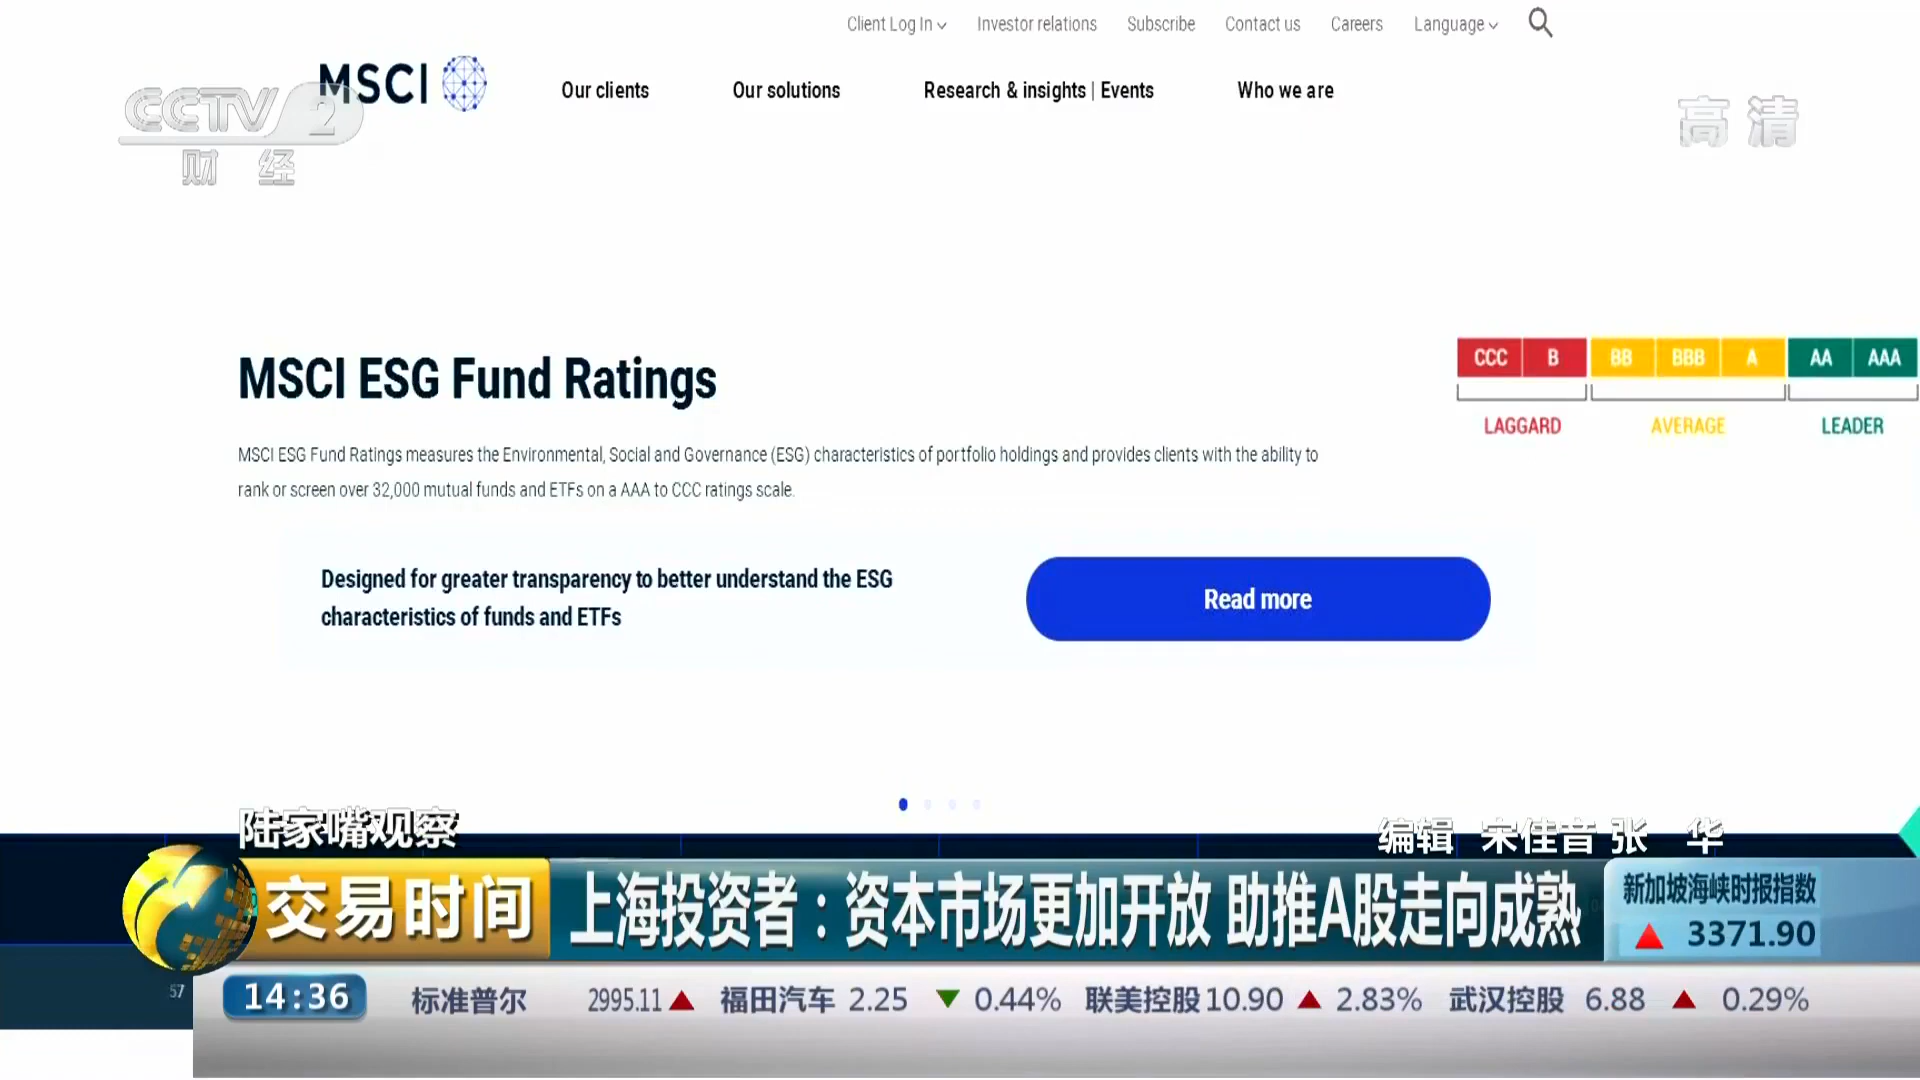 Client Log In Investor relations Subscribe Contact us Careers Language
MSCI
Our clients Our solutions Research & insights | Events Who we are
CCTV 2
财 经
高 清
MSCI ESG Fund Ratings
MSCI ESG Fund Ratings measures the Environmental, Social and Governance (ESG) characteristics of portfolio holdings and provides clients with the ability to
rank or screen over 32,000 mutual funds and ETFs on a AAA to CCC ratings scale.
CCC B BB BBB A AA AAA
LAGGARD AVERAGE LEADER
Designed for greater transparency to better understand the ESG
characteristics of funds and ETFs
Read more
陆家嘴观察
编辑 宋佳音 张 华
交易时间
上海投资者：资本市场更加开放 助推A股走向成熟
新加坡海峡时报指数
▲ 3371.90
57
14:36 标准普尔 2995.11 ▲ 福田汽车 2.25 ▼ 0.44% 联美控股 10.90 ▲ 2.83% 武汉控股 6.88 ▲ 0.29%